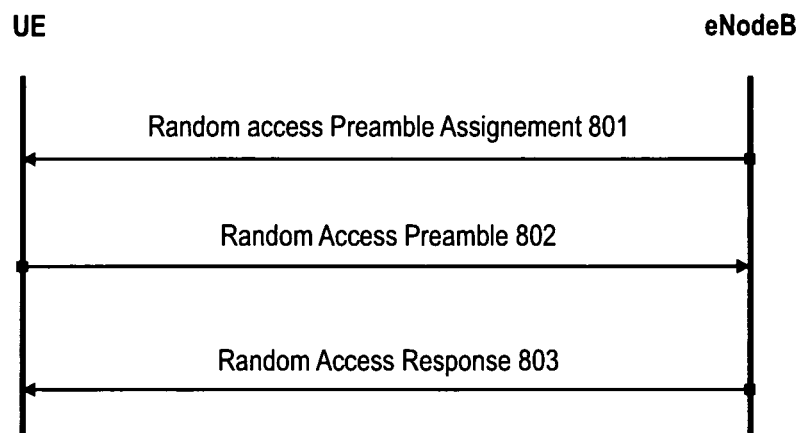 UE
eNodeB
Random access Preamble Assignement 801
Random Access Preamble 802
Random Access Response 803